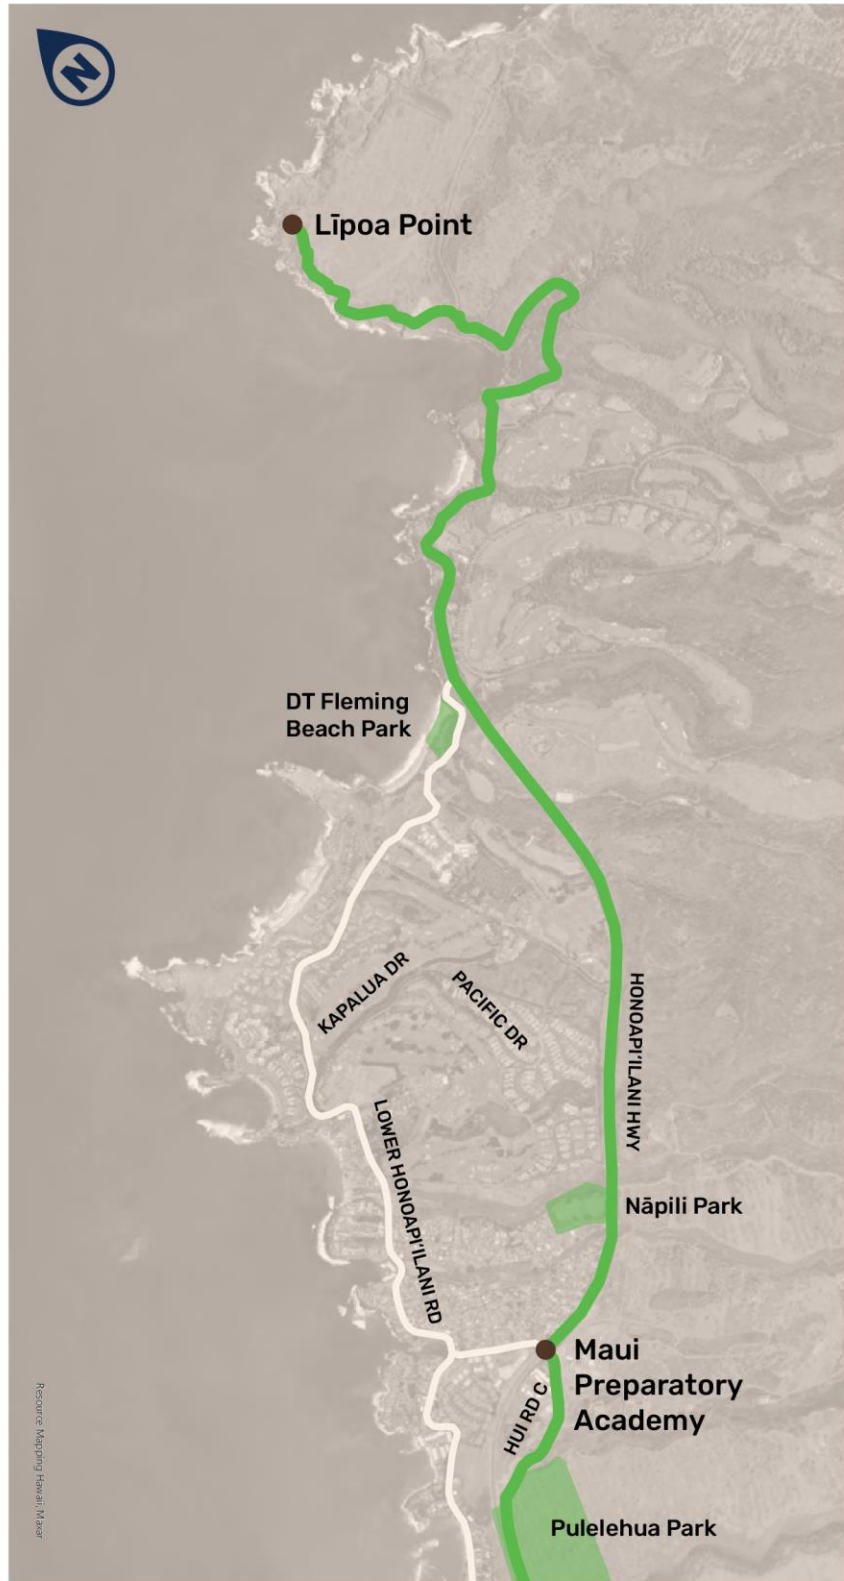 N
Līpoa Point
DT Fleming
Beach Park
KAPALUA DR
PACIFIC DR
HONOAPI‘ILANI HWY
LOWER HONOAPI‘ILANI RD
Nāpili Park
Maui
Preparatory
Academy
HUI RD C
Pulelehua Park
Resource Mapping Hawaii, Maxar